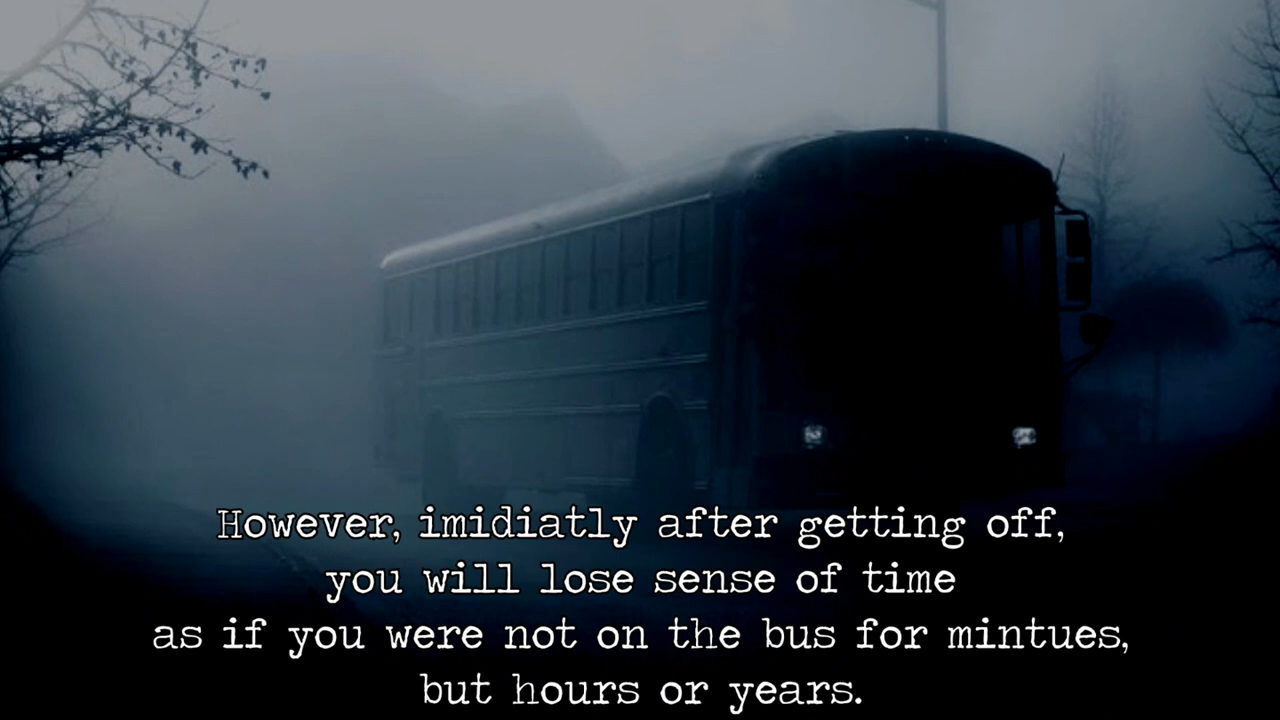 However, imidiatly after getting off,
you will lose sense of time
as if you were not on the bus for mintues,
but hours or years.